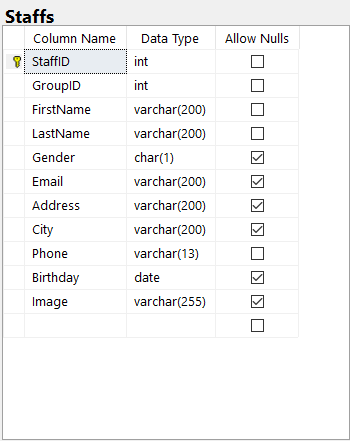 Staffs
Column Name Data Type Allow Nulls
StaffID int
GroupID int
FirstName varchar(200)
LastName varchar(200)
Gender char(1)
Email varchar(200)
Address varchar(200)
City varchar(200)
Phone varchar(13)
Birthday date
Image varchar(255)